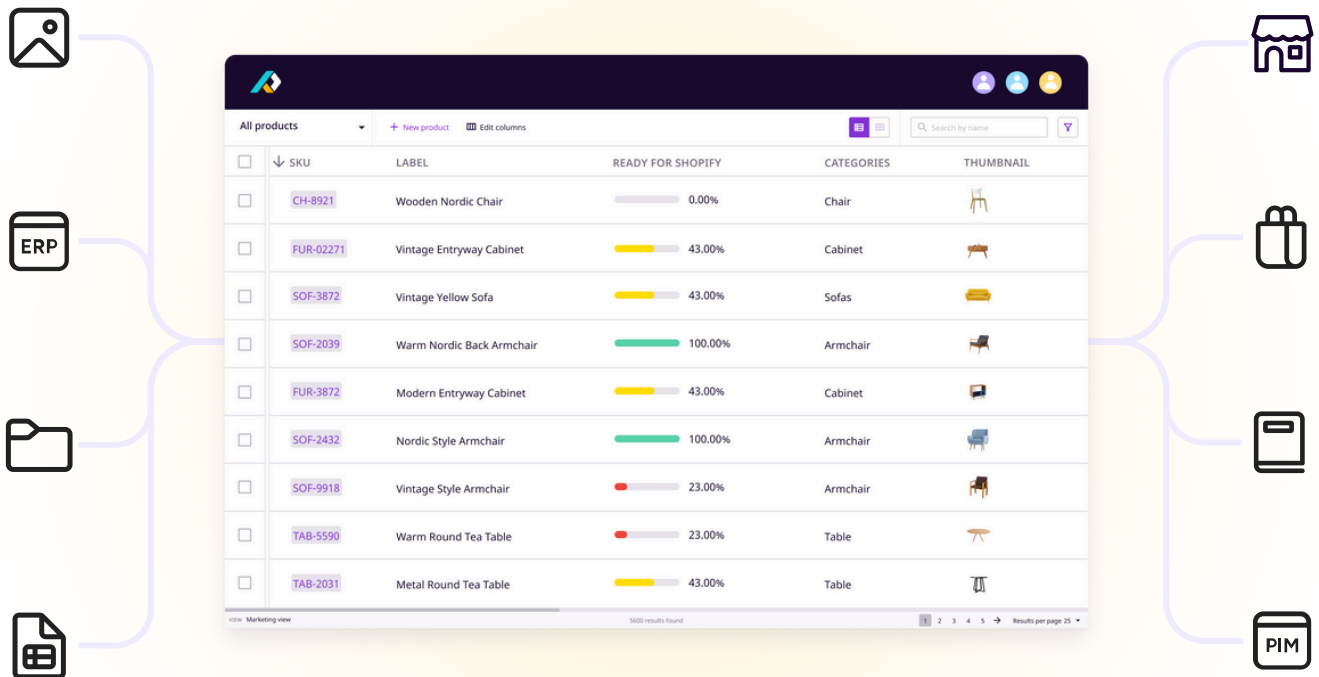 ERP
All products
+ New product
Edit columns
Search by name
SKU LABEL READY FOR SHOPIFY CATEGORIES THUMBNAIL
CH-8921 Wooden Nordic Chair 0.00% Chair
FUR-02271 Vintage Entryway Cabinet 43.00% Cabinet
SOF-3872 Vintage Yellow Sofa 43.00% Sofas
SOF-2039 Warm Nordic Back Armchair 100.00% Armchair
FUR-3872 Modern Entryway Cabinet 43.00% Cabinet
SOF-2432 Nordic Style Armchair 100.00% Armchair
SOF-9918 Vintage Style Armchair 23.00% Armchair
TAB-5590 Warm Round Tea Table 23.00% Table
TAB-2031 Metal Round Tea Table 43.00% Table
VIEW Marketing view 5600 results found 1 2 3 4 5 → Results per page 25
PIM